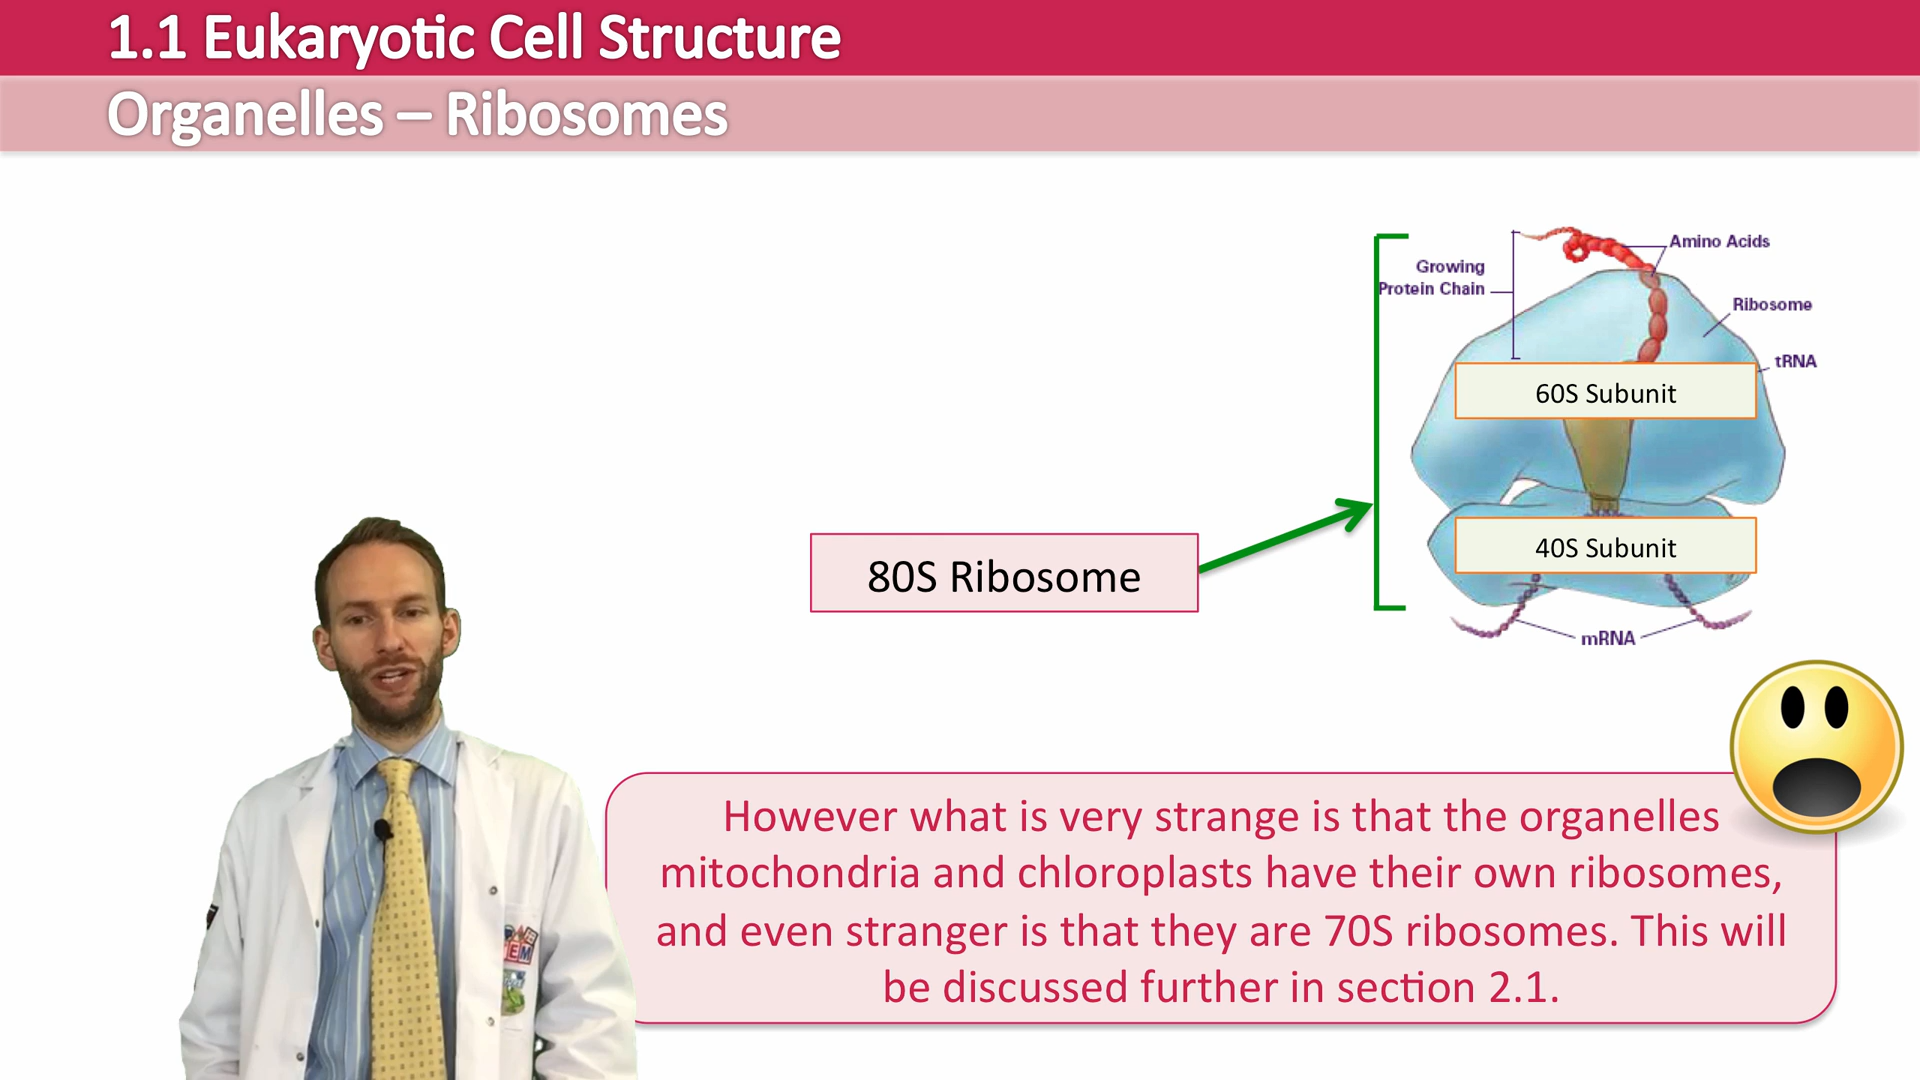 1.1 Eukaryotic Cell Structure
Organelles – Ribosomes
Amino Acids
Growing
Protein Chain
Ribosome
tRNA
60S Subunit
40S Subunit
80S Ribosome
mRNA
However what is very strange is that the organelles
mitochondria and chloroplasts have their own ribosomes,
and even stranger is that they are 70S ribosomes. This will
be discussed further in section 2.1.